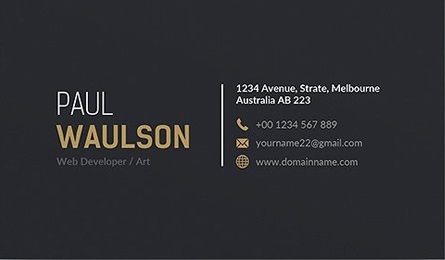 PAUL
WAULSON
Web Developer / Art
1234 Avenue, Strate, Melbourne
Australia AB 223
+00 1234 567 889
yourname22@gmail.com
www.domainname.com